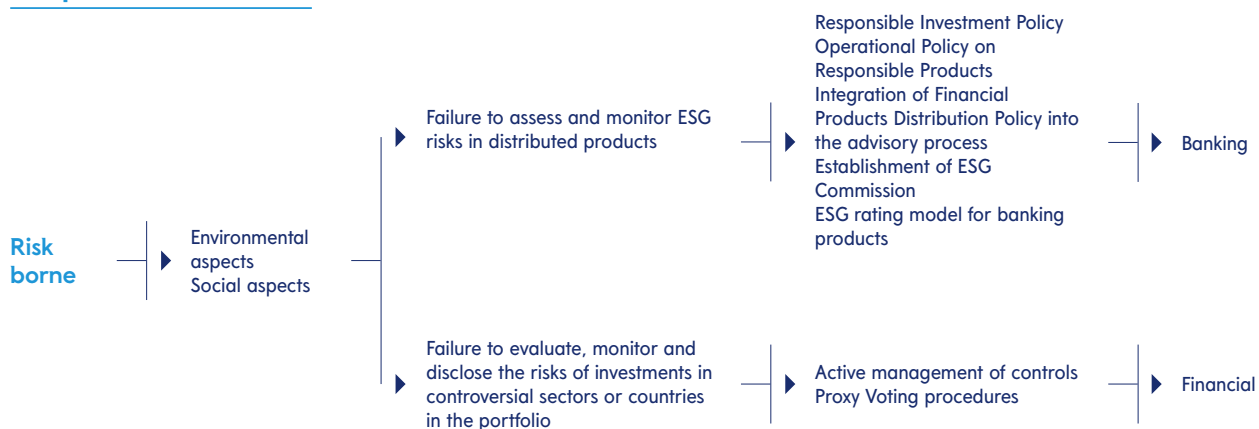 Responsible Investment Policy
Operational Policy on
Responsible Products
Integration of Financial
Products Distribution Policy into
the advisory process
Establishment of ESG
Commission
ESG rating model for banking
products
Failure to assess and monitor ESG
risks in distributed products
Banking
Risk
borne
Environmental
aspects
Social aspects
Failure to evaluate, monitor and
disclose the risks of investments in
controversial sectors or countries
in the portfolio
Active management of controls
Proxy Voting procedures
Financial